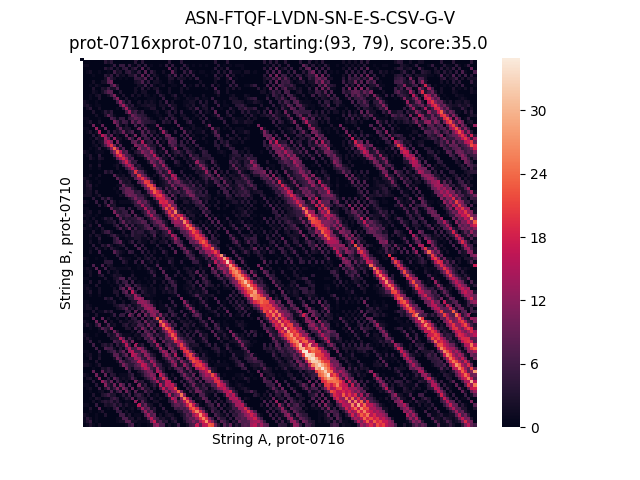 ASN-FTQF-LVDN-SN-E-S-CSV-G-V
prot-0716xprot-0710, starting:(93, 79), score:35.0
String B, prot-0710
String A, prot-0716
30
24
18
12
6
0